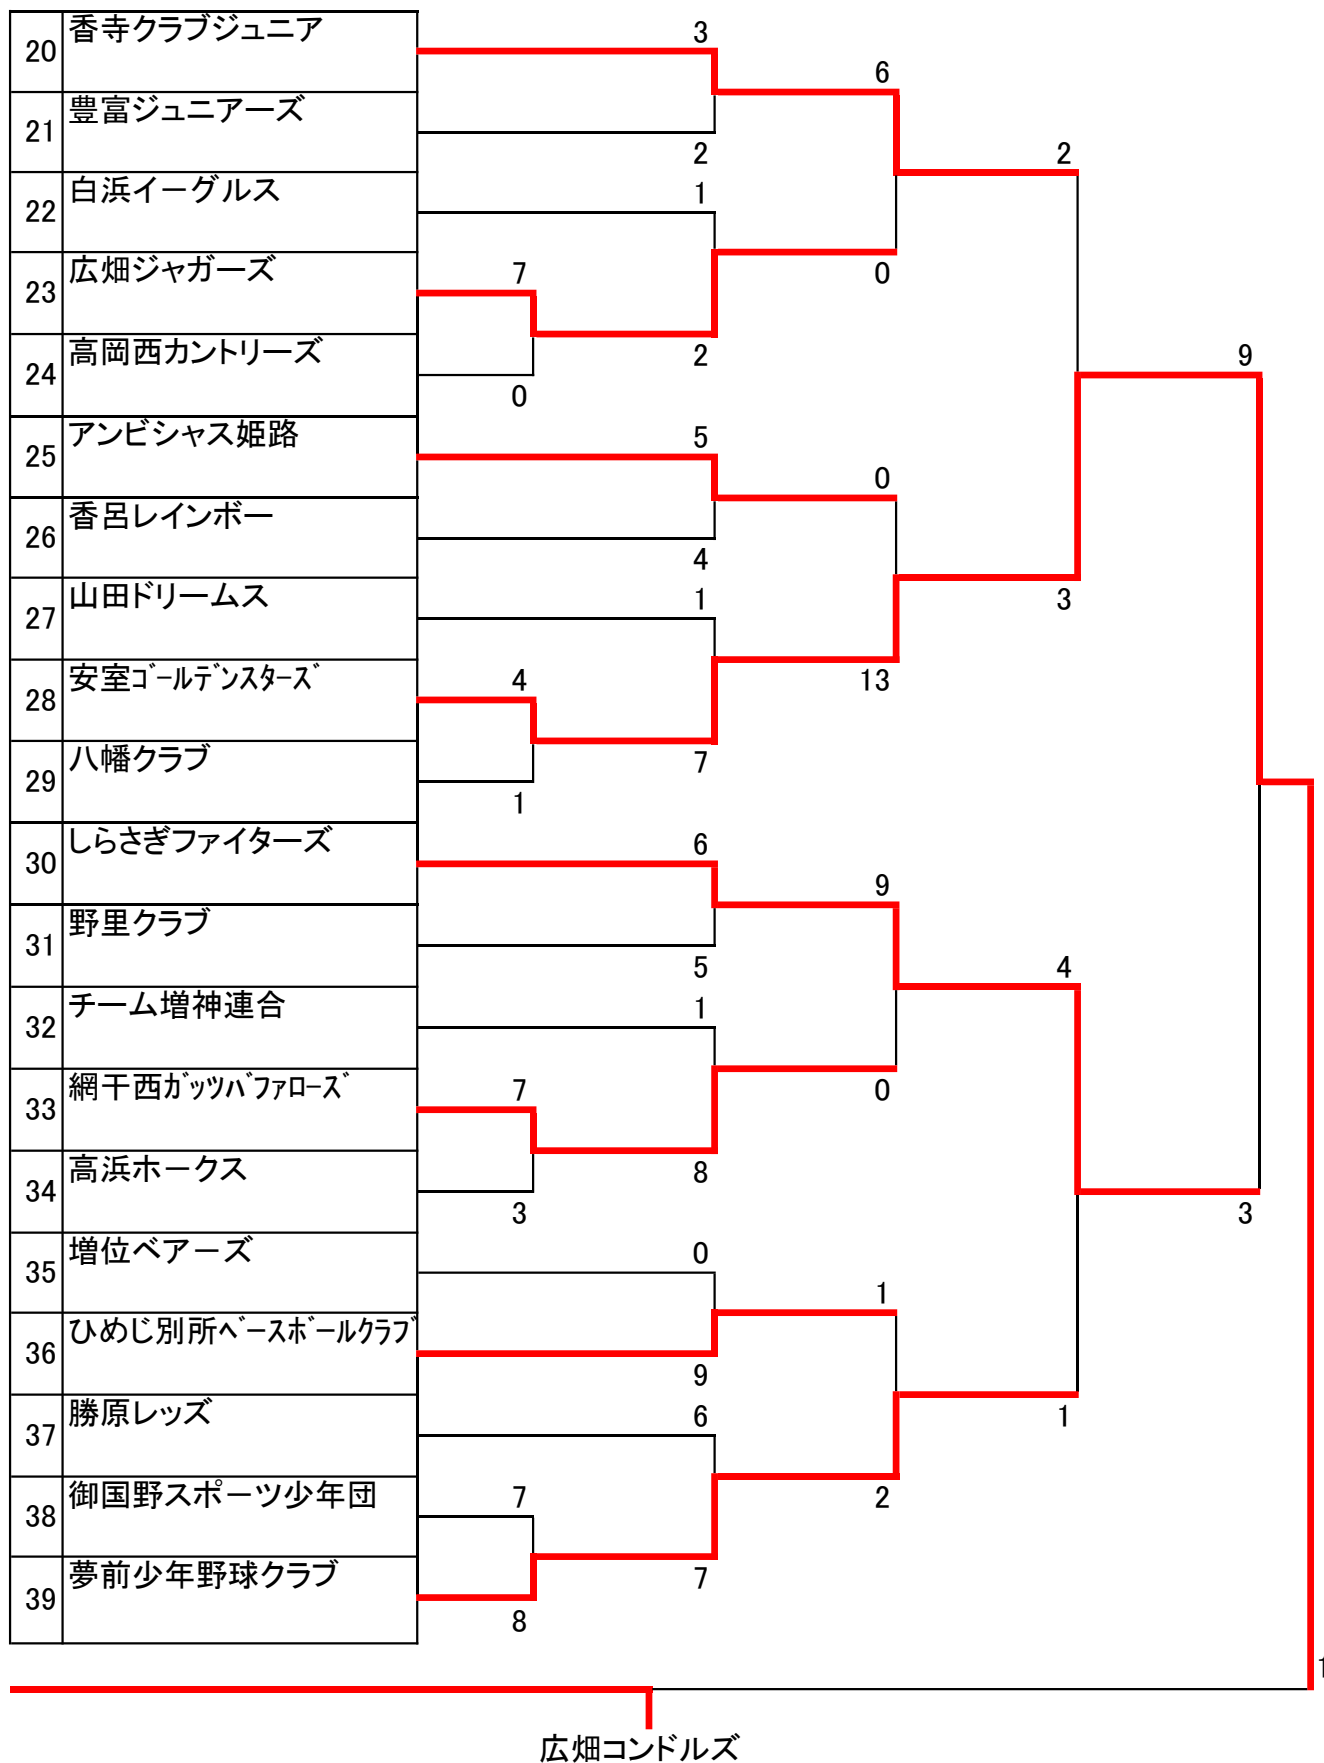 20 香寺クラブジュニア
3
6
21 豊富ジュニアーズ
2
2
22 白浜イーグルス
1
23 広畑ジャガーズ
7
0
24 高岡西カントリーズ
2
9
0
25 アンビシャス姫路
5
0
26 香呂レインボー
4
27 山田ドリームス
1
3
28 安室ゴールデンスターズ
4
13
29 八幡クラブ
7
1
30 しらさぎファイターズ
6
9
31 野里クラブ
5
4
32 チーム増神連合
1
33 網干西ガッツバファローズ
7
0
34 高浜ホークス
8
3
3
35 増位ベアーズ
0
1
36 ひめじ別所ベースボールクラブ
9
37 勝原レッズ
6
1
38 御国野スポーツ少年団
7
2
39 夢前少年野球クラブ
7
8
1
広畑コンドルズ